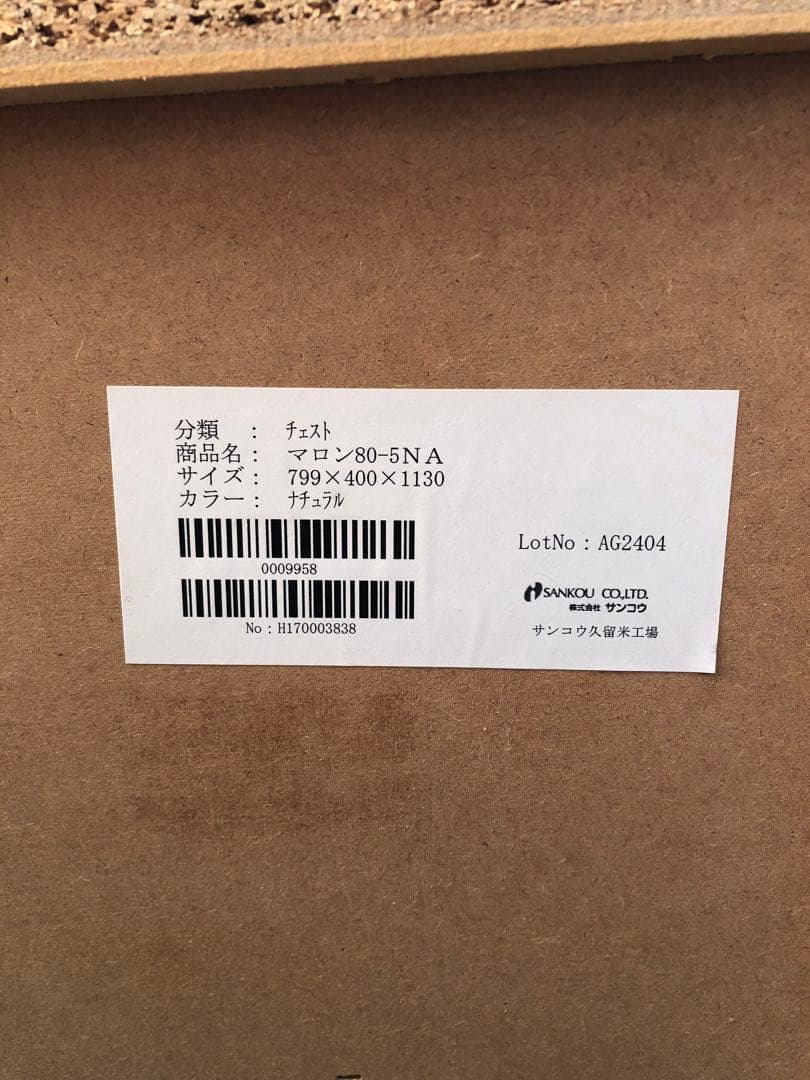 分類　：　ﾁｪｽﾄ
商品名：　マロン80-5ＮＡ
サイズ：　799×400×1130
カラー：　ﾅﾁｭﾗﾙ
0009958
No：H170003838
LotNo：AG2404
SANKOU CO.,LTD.
株式会社 サンコウ
サンコウ久留米工場